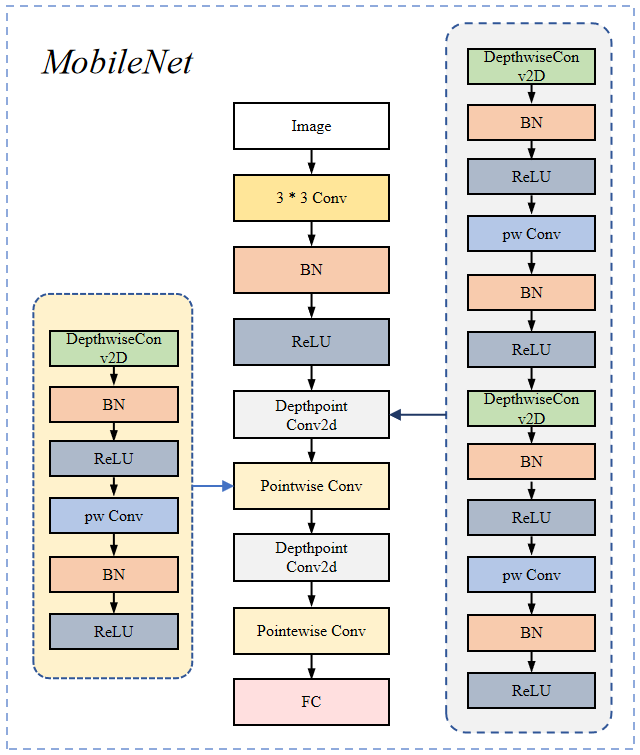 MobileNet
Image
3 * 3 Conv
BN
ReLU
Depthpoint
Conv2d
Pointwise Conv
Depthpoint
Conv2d
Pointewise Conv
FC
DepthwiseCon
v2D
BN
ReLU
pw Conv
BN
ReLU
DepthwiseCon
v2D
BN
ReLU
pw Conv
BN
ReLU
DepthwiseCon
v2D
BN
ReLU
pw Conv
BN
ReLU